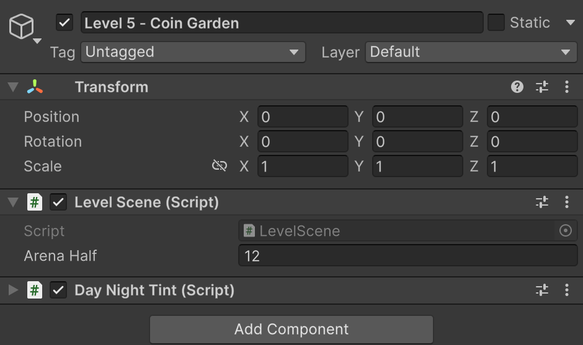 Level 5 - Coin Garden Static
Tag Untagged Layer Default
Transform
Position X 0 Y 0 Z 0
Rotation X 0 Y 0 Z 0
Scale X 1 Y 1 Z 1
# Level Scene (Script)
Script # LevelScene
Arena Half 12
# Day Night Tint (Script)
Add Component